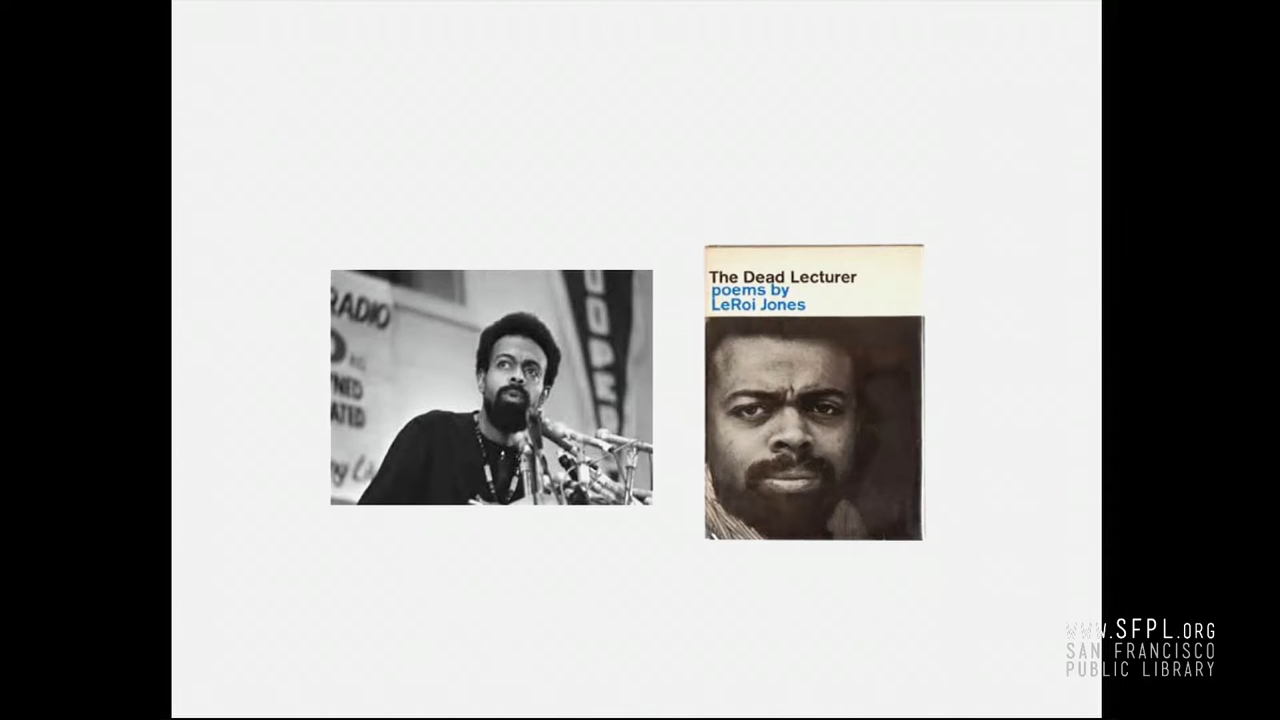 RADIO
The Dead Lecturer
poems by
LeRoi Jones
WWW.SFPL.ORG
SAN FRANCISCO
PUBLIC LIBRARY